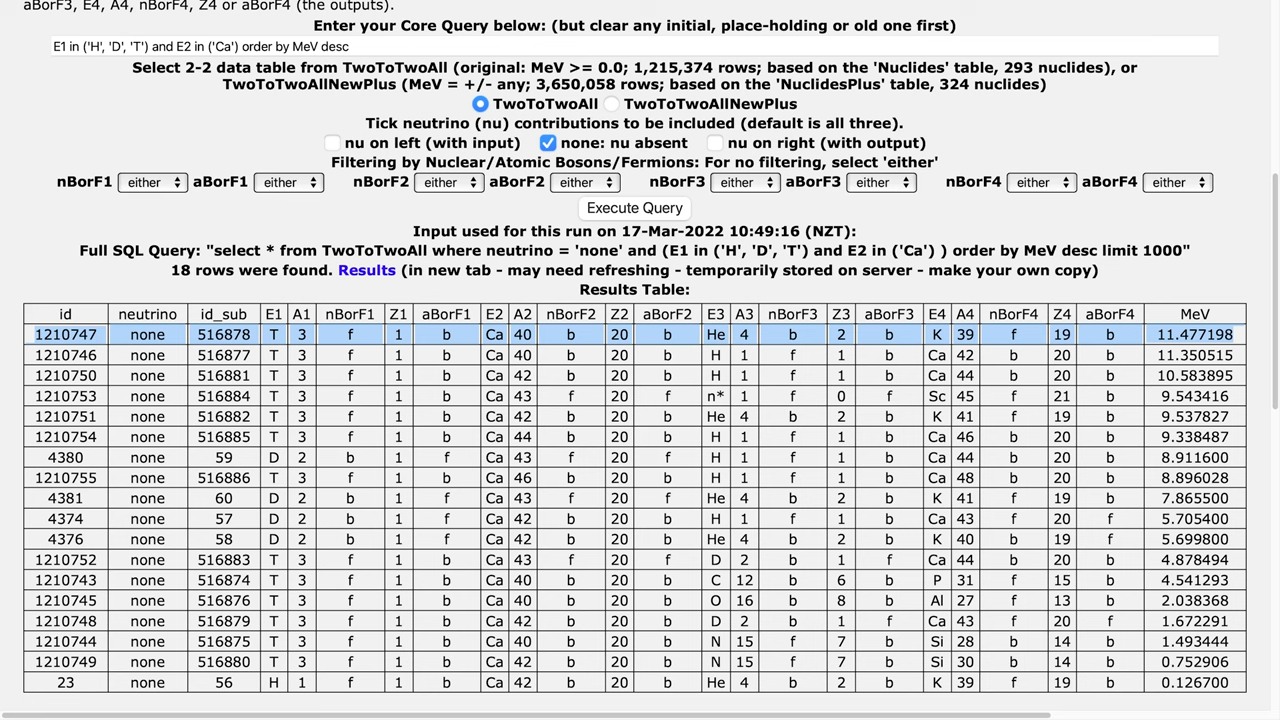 aBorF3, E4, A4, nBorF4, Z4 or aBorF4 (the outputs).
Enter your Core Query below: (but clear any initial, place-holding or old one first)
E1 in ('H', 'D', 'T') and E2 in ('Ca') order by MeV desc
Select 2-2 data table from TwoToTwoAll (original: MeV >= 0.0; 1,215,374 rows; based on the 'Nuclides' table, 293 nuclides), or
TwoToTwoAllNewPlus (MeV = +/- any; 3,650,058 rows; based on the 'NuclidesPlus' table, 324 nuclides)
TwoToTwoAll TwoToTwoAllNewPlus
Tick neutrino (nu) contributions to be included (default is all three).
nu on left (with input) none: nu absent nu on right (with output)
Filtering by Nuclear/Atomic Bosons/Fermions: For no filtering, select 'either'
nBorF1 either aBorF1 either nBorF2 either aBorF2 either nBorF3 either aBorF3 either nBorF4 either aBorF4 either
Execute Query
Input used for this run on 17-Mar-2022 10:49:16 (NZT):
Full SQL Query: "select * from TwoToTwoAll where neutrino = 'none' and (E1 in ('H', 'D', 'T') and E2 in ('Ca') ) order by MeV desc limit 1000"
18 rows were found. Results (in new tab - may need refreshing - temporarily stored on server - make your own copy)
Results Table:
id neutrino id_sub E1 A1 nBorF1 Z1 aBorF1 E2 A2 nBorF2 Z2 aBorF2 E3 A3 nBorF3 Z3 aBorF3 E4 A4 nBorF4 Z4 aBorF4 MeV
1210747 none 516878 T 3 f 1 b Ca 40 b 20 b He 4 b 2 b K 39 f 19 b 11.477198
1210746 none 516877 T 3 f 1 b Ca 40 b 20 b H 1 f 1 b Ca 42 b 20 b 11.350515
1210750 none 516881 T 3 f 1 b Ca 42 b 20 b H 1 f 1 b Ca 44 b 20 b 10.583895
1210753 none 516884 T 3 f 1 b Ca 43 f 20 f n* 1 f 0 f Sc 45 f 21 b 9.543416
1210751 none 516882 T 3 f 1 b Ca 42 b 20 b He 4 b 2 b K 41 f 19 b 9.537827
1210754 none 516885 T 3 f 1 b Ca 44 b 20 b H 1 f 1 b Ca 46 b 20 b 9.338487
4380 none 59 D 2 b 1 f Ca 43 f 20 f H 1 f 1 b Ca 44 b 20 b 8.911600
1210755 none 516886 T 3 f 1 b Ca 46 b 20 b H 1 f 1 b Ca 48 b 20 b 8.896028
4381 none 60 D 2 b 1 f Ca 43 f 20 f He 4 b 2 b K 41 f 19 b 7.865500
4374 none 57 D 2 b 1 f Ca 42 b 20 b H 1 f 1 b Ca 43 f 20 f 5.705400
4376 none 58 D 2 b 1 f Ca 42 b 20 b He 4 b 2 b K 40 b 19 f 5.699800
1210752 none 516883 T 3 f 1 b Ca 43 f 20 f D 2 b 1 f Ca 44 b 20 b 4.878494
1210743 none 516874 T 3 f 1 b Ca 40 b 20 b C 12 b 6 b P 31 f 15 b 4.541293
1210745 none 516876 T 3 f 1 b Ca 40 b 20 b O 16 b 8 b Al 27 f 13 b 2.038368
1210748 none 516879 T 3 f 1 b Ca 42 b 20 b D 2 b 1 f Ca 43 f 20 f 1.672291
1210744 none 516875 T 3 f 1 b Ca 40 b 20 b N 15 f 7 b Si 28 b 14 b 1.493444
1210749 none 516880 T 3 f 1 b Ca 42 b 20 b N 15 f 7 b Si 30 b 14 b 0.752906
23 none 56 H 1 f 1 b Ca 42 b 20 b He 4 b 2 b K 39 f 19 b 0.126700